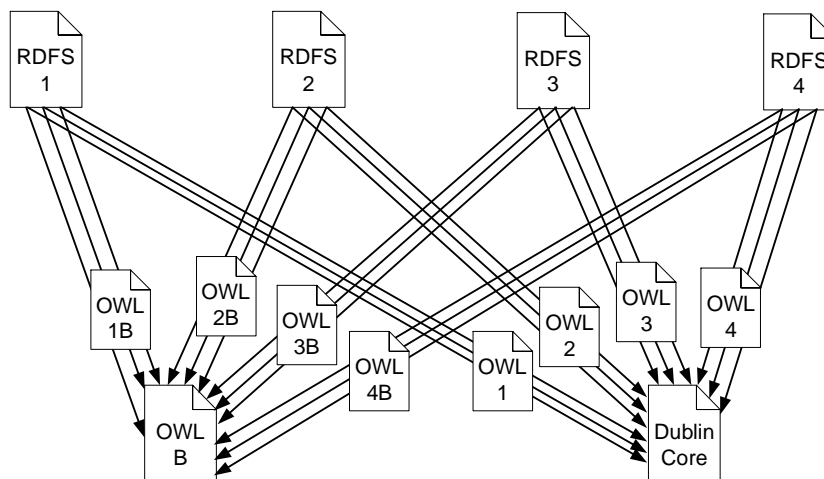 RDFS
1
RDFS
2
RDFS
3
RDFS
4
OWL
1B
OWL
2B
OWL
3B
OWL
4B
OWL
1
OWL
2
OWL
3
OWL
4
OWL
B
Dublin
Core